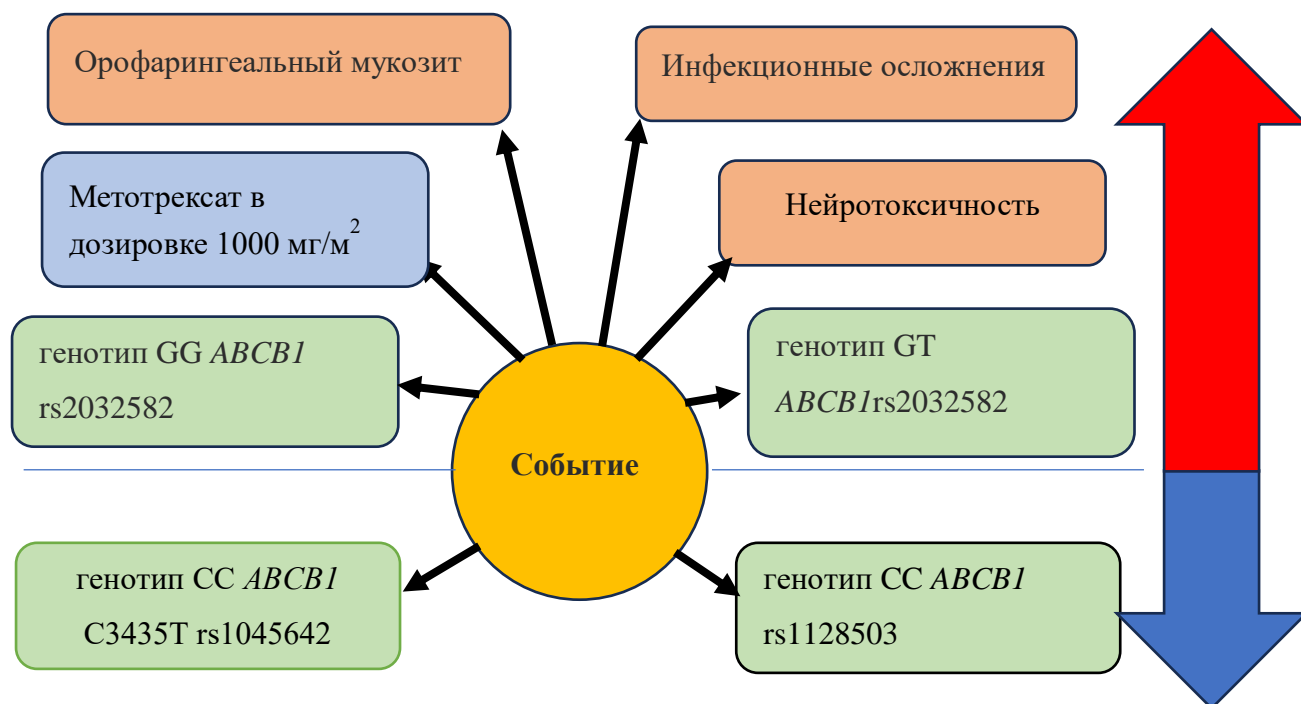 Орофарингеальный мукозит
Инфекционные осложнения
Метотрексат в
дозировке 1000 мг/м²
Нейротоксичность
генотип GG ABCB1
rs2032582
генотип GT
ABCB1rs2032582
Событие
генотип CC ABCB1
C3435T rs1045642
генотип CC ABCB1
rs1128503